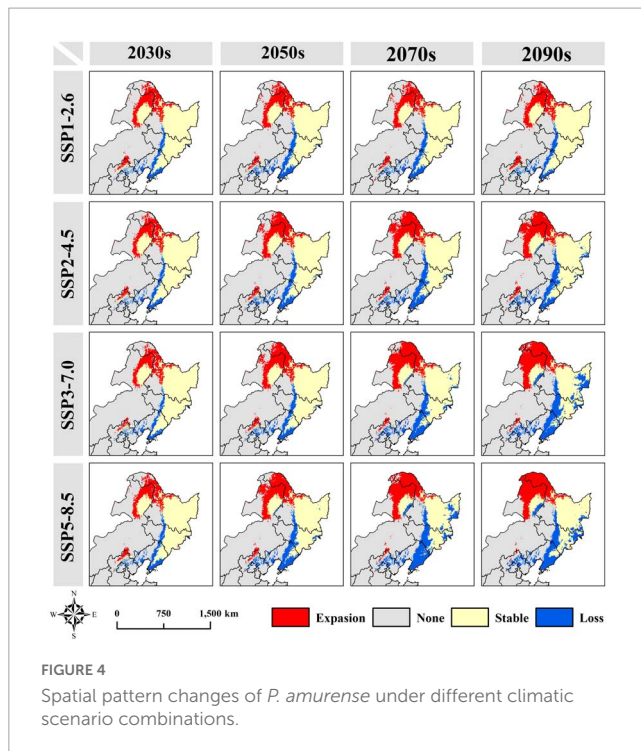 2030s 2050s 2070s 2090s
SSP1-2.6
SSP2-4.5
SSP3-7.0
SSP5-8.5
N
W E
S
0 750 1,500 km
Expasion None Stable Loss
FIGURE 4
Spatial pattern changes of P. amurense under different climatic
scenario combinations.